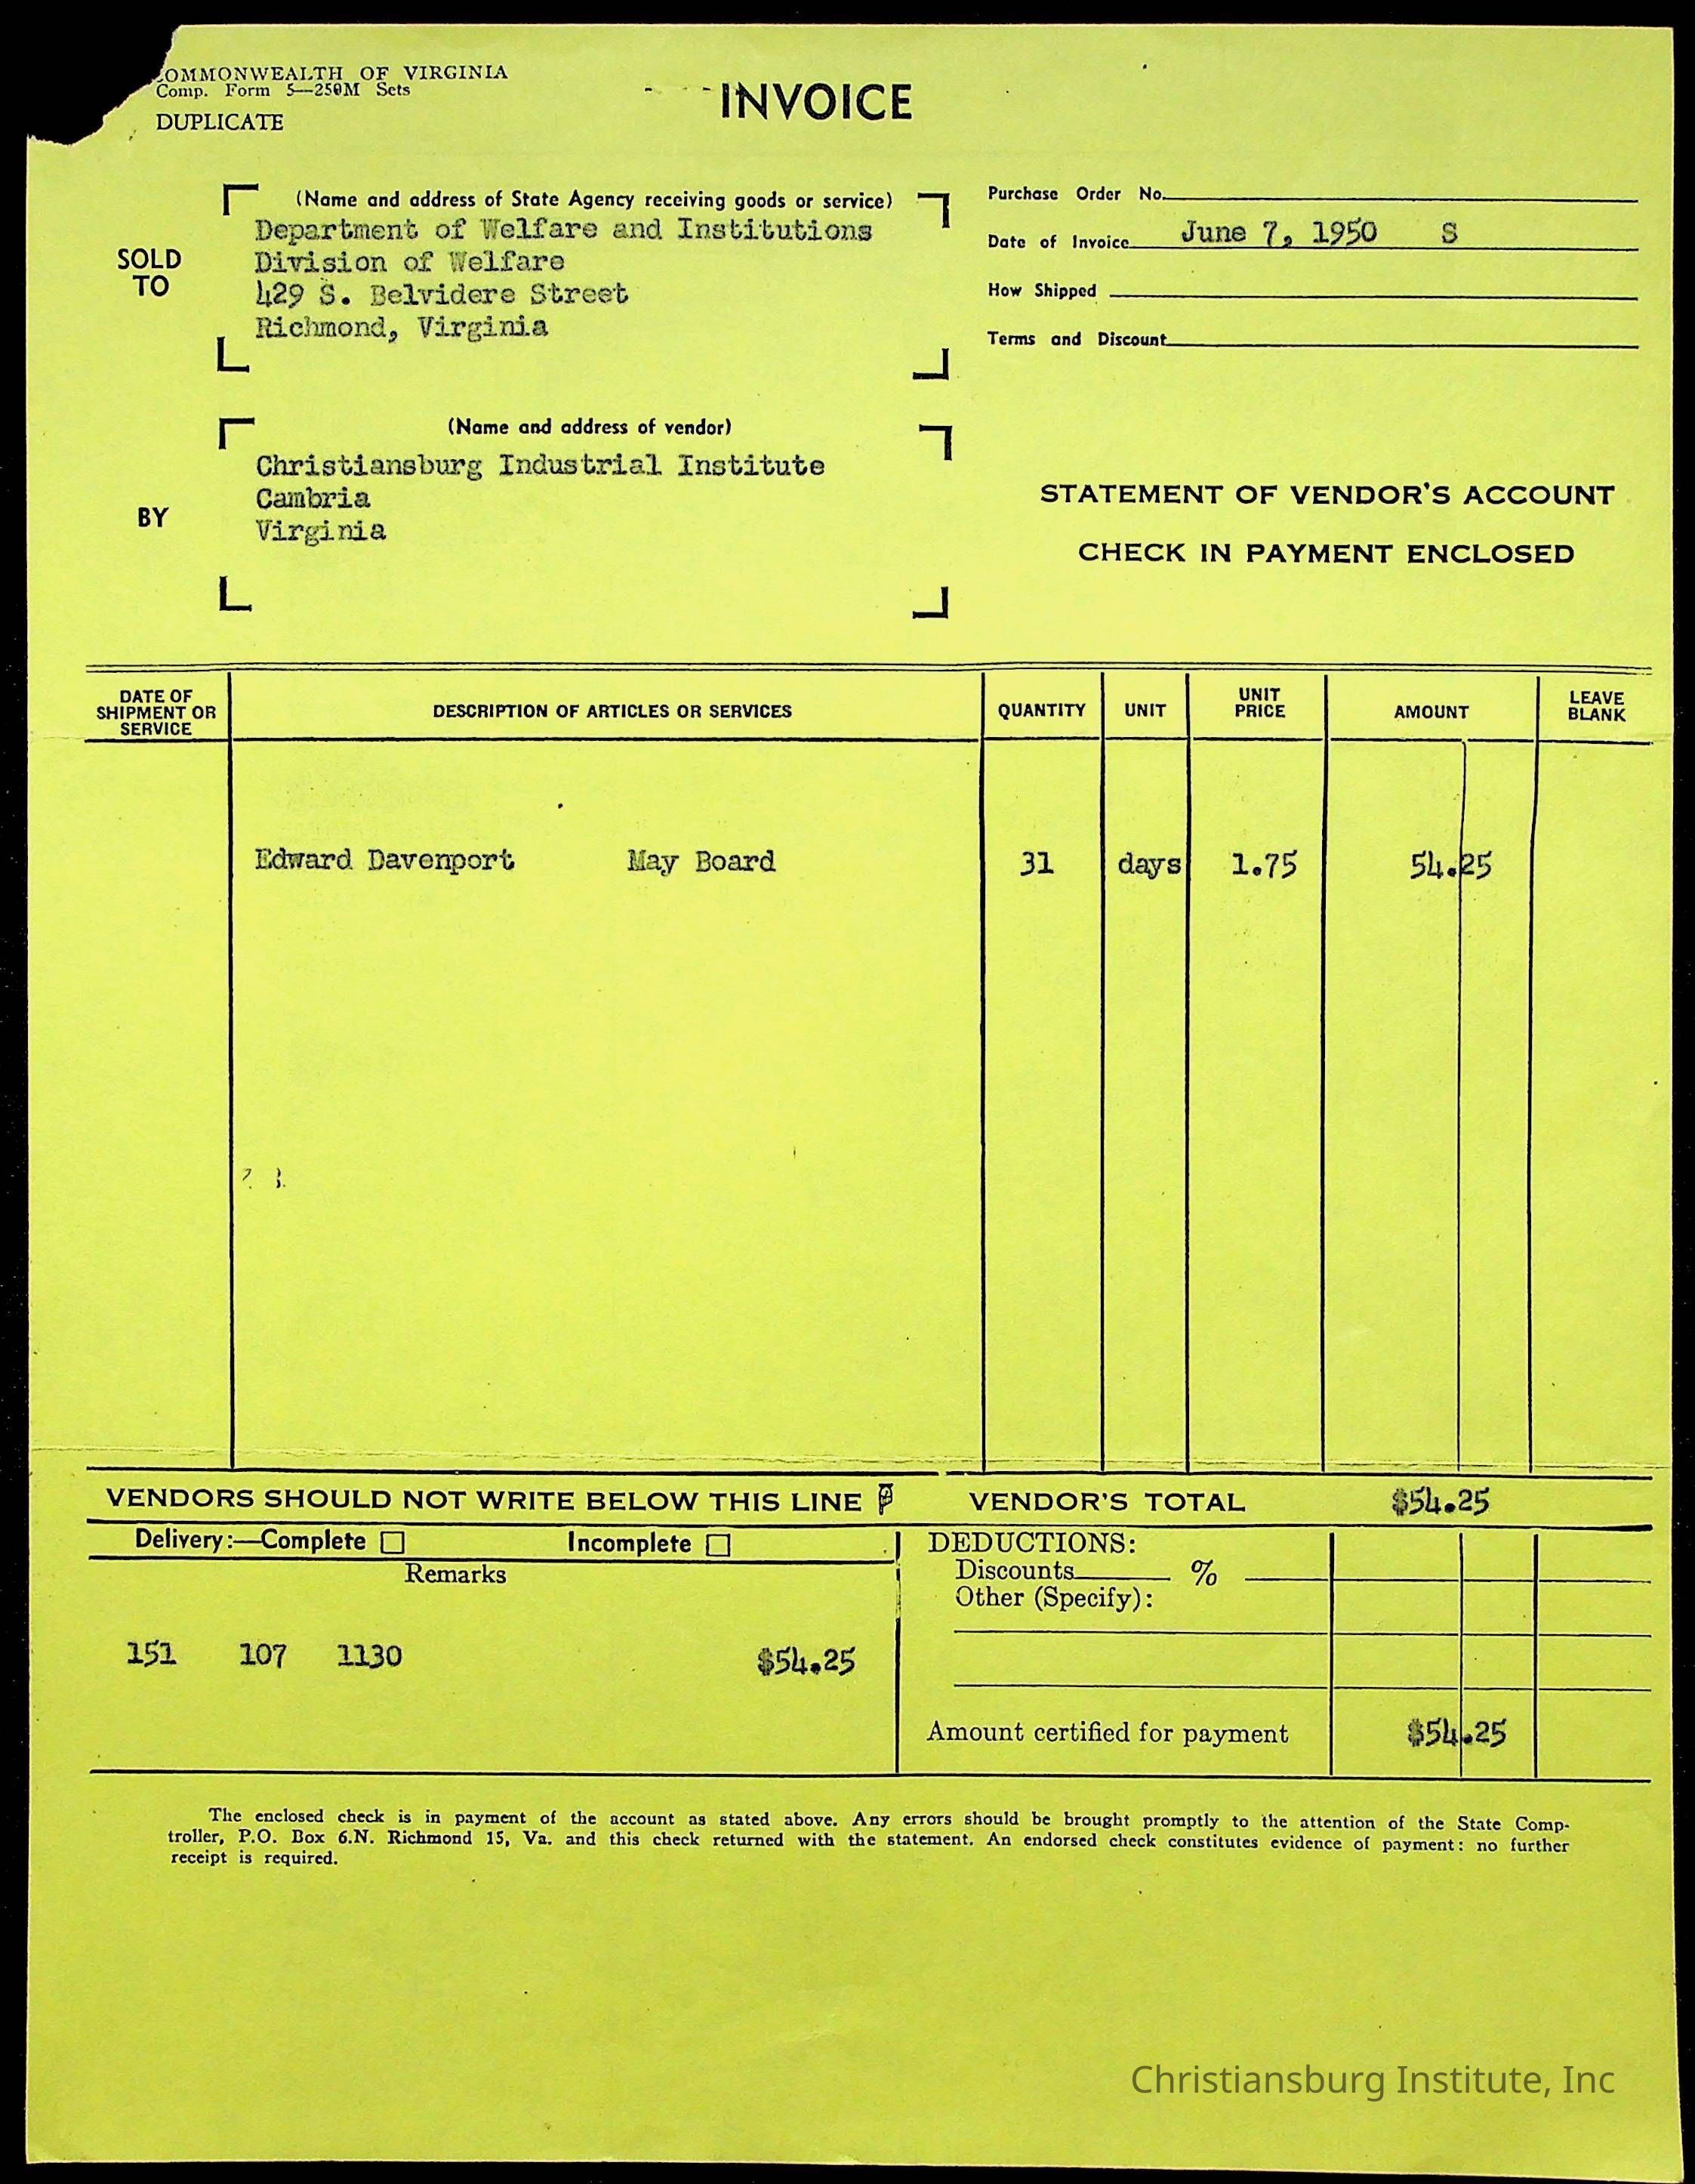 COMMONWEALTH OF VIRGINIA
Comp. Form 5—250M Sets
DUPLICATE
INVOICE
SOLD TO
(Name and address of State Agency receiving goods or service)
Department of Welfare and Institutions
Division of Welfare
429 S. Belvidere Street
Richmond, Virginia
Purchase Order No.
Date of Invoice June 7, 1950 S
How Shipped
Terms and Discount
BY
(Name and address of vendor)
Christiansburg Industrial Institute
Cambria
Virginia
STATEMENT OF VENDOR'S ACCOUNT
CHECK IN PAYMENT ENCLOSED
DATE OF SHIPMENT OR SERVICE DESCRIPTION OF ARTICLES OR SERVICES QUANTITY UNIT UNIT PRICE AMOUNT LEAVE BLANK
Edward Davenport May Board 31 days 1.75 54.25
VENDORS SHOULD NOT WRITE BELOW THIS LINE VENDOR'S TOTAL $54.25
Delivery:—Complete Incomplete
Remarks
151 107 1130 $54.25
DEDUCTIONS:
Discounts %
Other (Specify):
Amount certified for payment $54.25
The enclosed check is in payment of the account as stated above. Any errors should be brought promptly to the attention of the State Comp-
troller, P.O. Box 6.N. Richmond 15, Va. and this check returned with the statement. An endorsed check constitutes evidence of payment: no further
receipt is required.
Christiansburg Institute, Inc